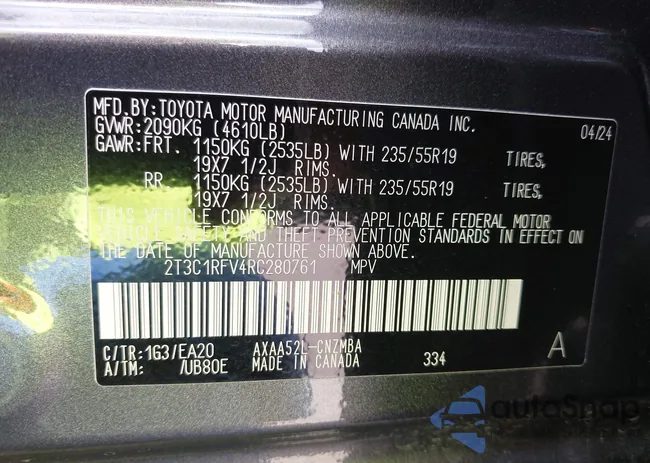 MFD.BY:TOYOTA MOTOR MANUFACTURING CANADA INC.
GVWR:2090KG (4610LB) 04/24
GAWR:FRT. 1150KG (2535LB) WITH 235/55R19 TIRES,
19X7 1/2J RIMS.
RR. 1150KG (2535LB) WITH 235/55R19 TIRES,
19X7 1/2J RIMS.
THIS VEHICLE CONFORMS TO ALL APPLICABLE FEDERAL MOTOR
VEHICLE SAFETY AND THEFT-PREVENTION STANDARDS IN EFFECT ON
THE DATE OF MANUFACTURE SHOWN ABOVE.
2T3C1RFV4RC280761 MPV
C/TR:1G3/EA20 AXAA52L-CNZMBA
A/TM: /UB80E MADE IN CANADA 334 A
autoSnap